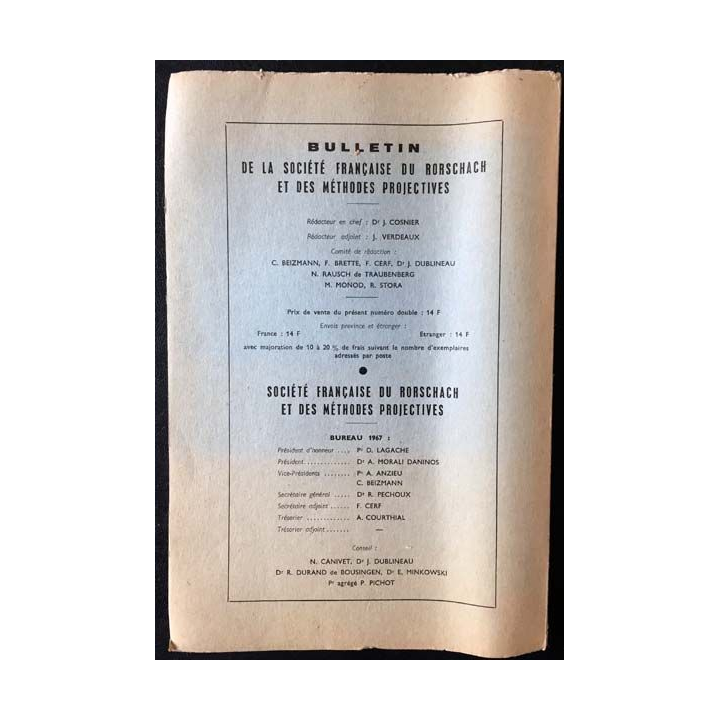 BULLETIN
DE LA SOCIÉTÉ FRANÇAISE DU RORSCHACH
ET DES MÉTHODES PROJECTIVES
Rédacteur en chef : Dr J. COSNIER
Rédacteur adjoint : J. VERDEAUX
Comité de rédaction :
C. BEIZMANN, F. BRETTE, F. CERF, Dr J. DUBLINEAU
N. RAUSCH de TRAUBENBERG
M. MONOD, R. STORA
Prix de vente du présent numéro double : 14 F
Envois province et étranger :
France : 14 F Etranger : 14 F
avec majoration de 10 à 20 % de frais suivant le nombre d'exemplaires
adressés par poste
SOCIÉTÉ FRANÇAISE DU RORSCHACH
ET DES MÉTHODES PROJECTIVES
BUREAU 1967 :
Président d'honneur .... Pr D. LAGACHE
Président............. Dr A. MORALI DANINOS
Vice-Présidents ........ Pr A. ANZIEU
C. BEIZMANN
Secrétaire général ..... Dr R. PECHOUX
Secrétaire adjoint...... F. CERF
Trésorier .............. A. COURTHIAL
Trésorier adjoint....... —
Conseil :
N. CANIVET, Dr J. DUBLINEAU
Dr R. DURAND de BOUSINGEN, Dr E. MINKOWSKI
Pr agrégé P. PICHOT